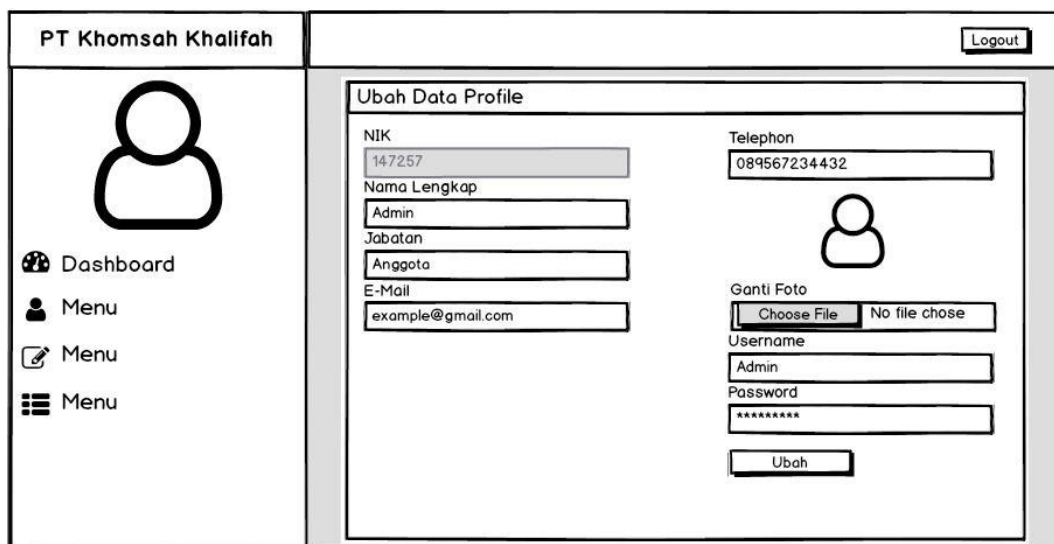 PT Khomsah Khalifah
Logout
Dashboard
Menu
Menu
Menu
Ubah Data Profile
NIK
147257
Nama Lengkap
Admin
Jabatan
Anggota
E-Mail
example@gmail.com
Telephon
089567234432
Ganti Foto
Choose File No file chose
Username
Admin
Password
*********
Ubah